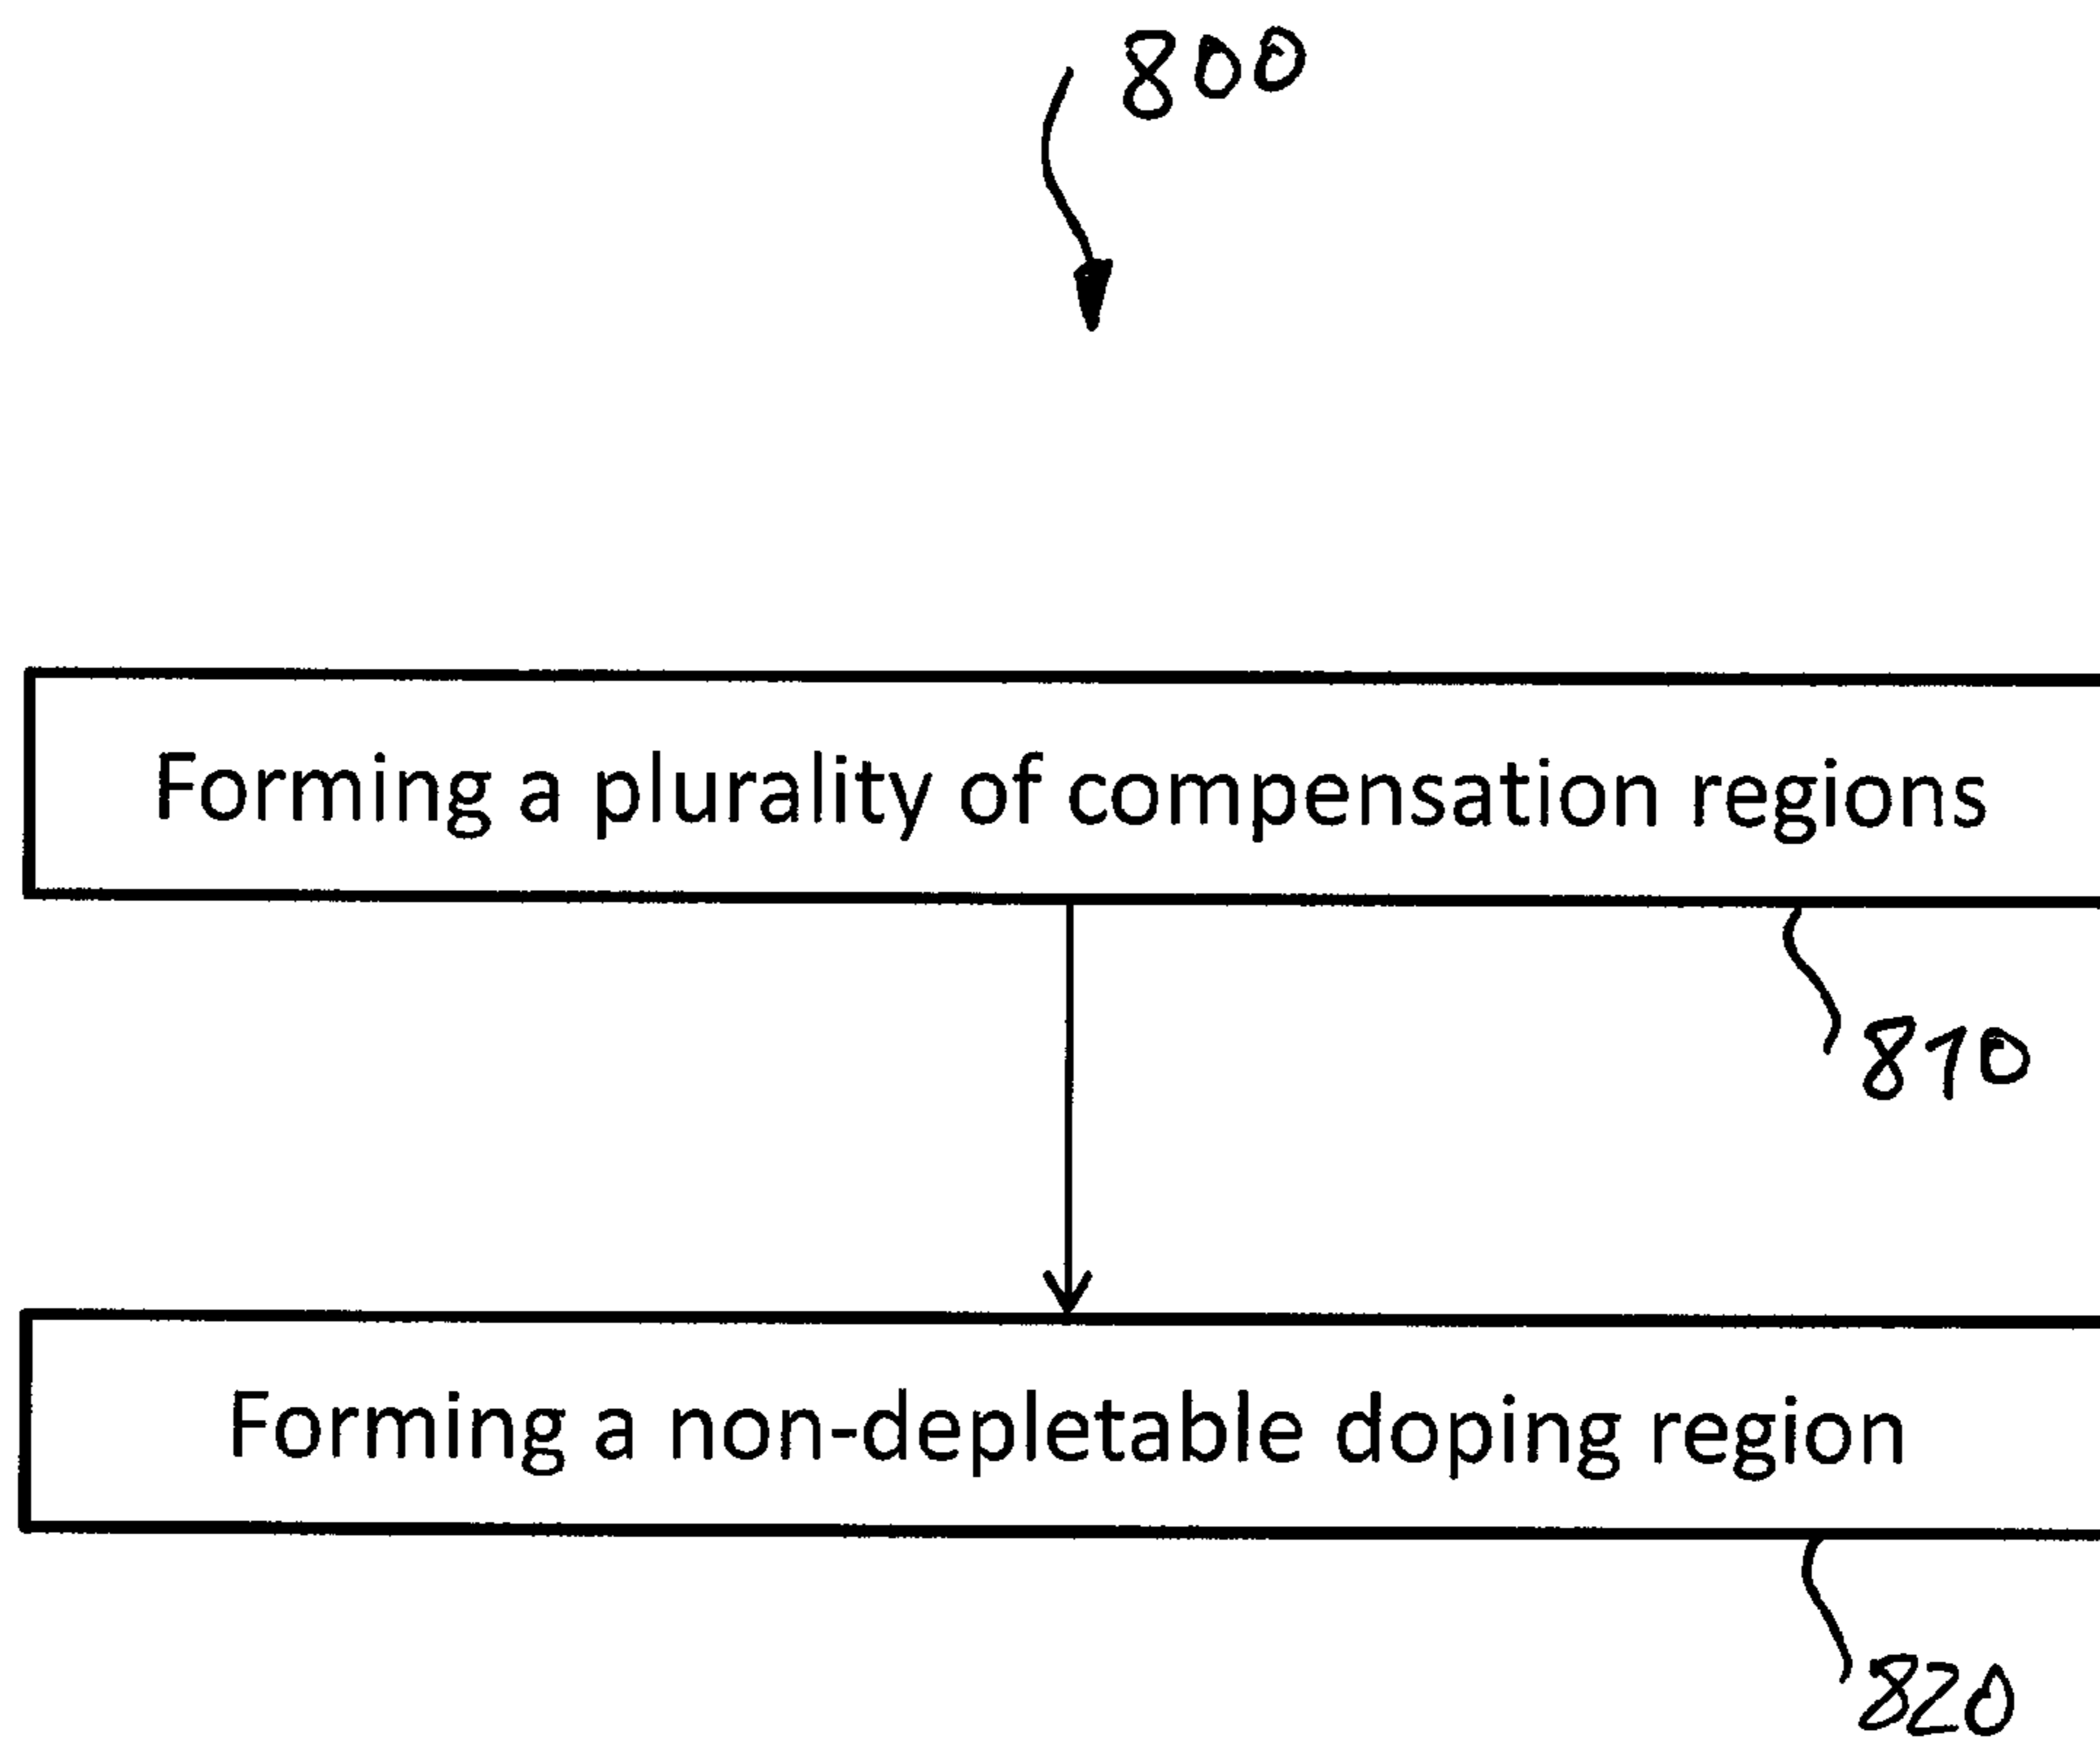 800
Forming a plurality of compensation regions
810
Forming a non-depletable doping region
820